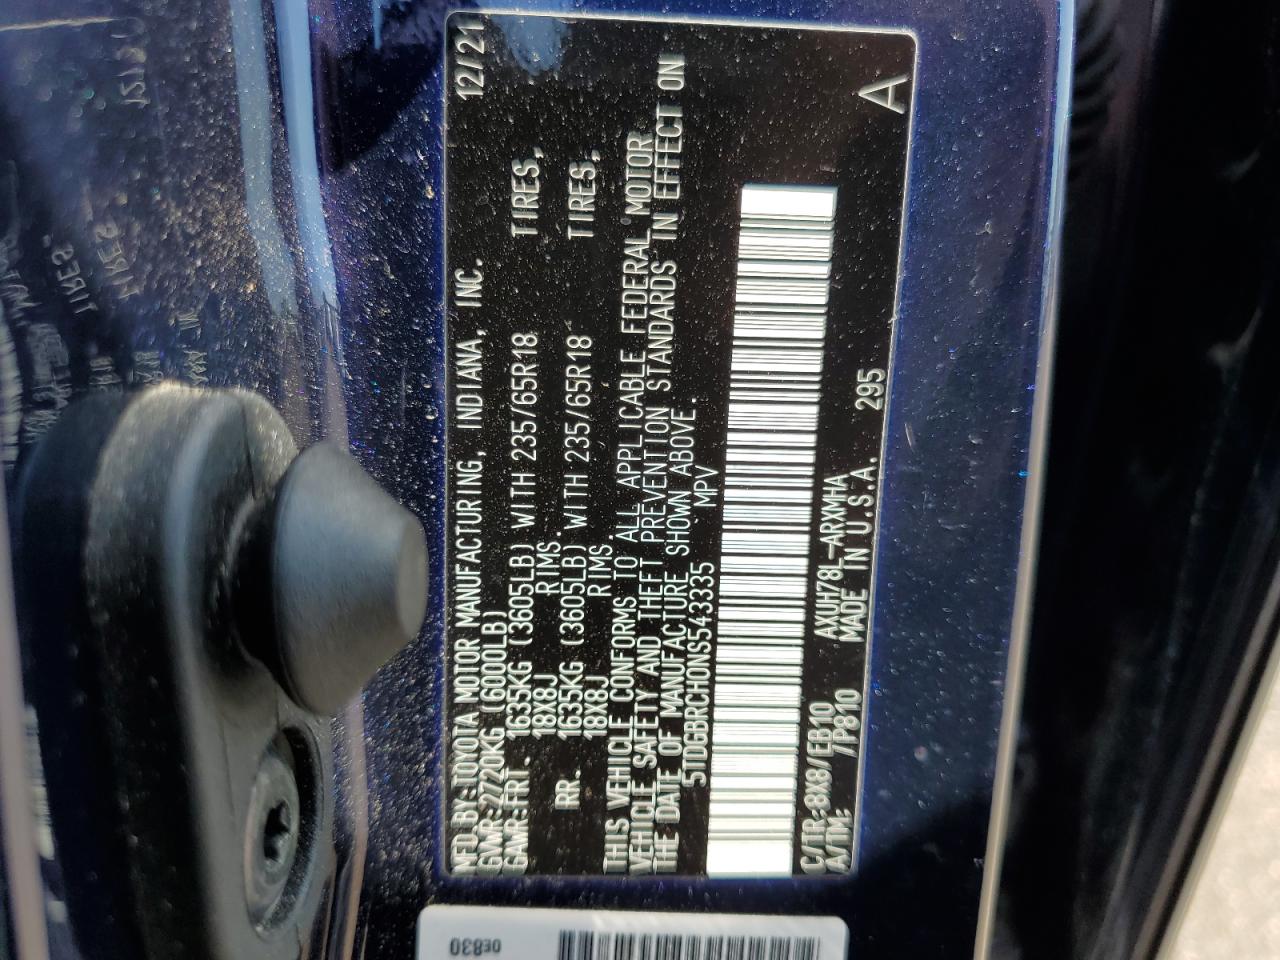 MFD.BY:TOYOTA MOTOR MANUFACTURING, INDIANA, INC. 12/21
GVWR:2720KG (6000LB)
GAWR:FRT. 1635KG (3605LB) WITH 235/65R18 TIRES,
18X8J RIMS.
RR. 1635KG (3605LB) WITH 235/65R18 TIRES,
18X8J RIMS.
THIS VEHICLE CONFORMS TO ALL APPLICABLE FEDERAL MOTOR
VEHICLE SAFETY AND THEFT PREVENTION STANDARDS IN EFFECT ON
THE DATE OF MANUFACTURE SHOWN ABOVE.
5TDGBRCH0NS543335 MPV
C/TR:8X8/EB10 AXUH78L-ARXMHA
A/TM: /P810 MADE IN U.S.A. 295 A
0E830